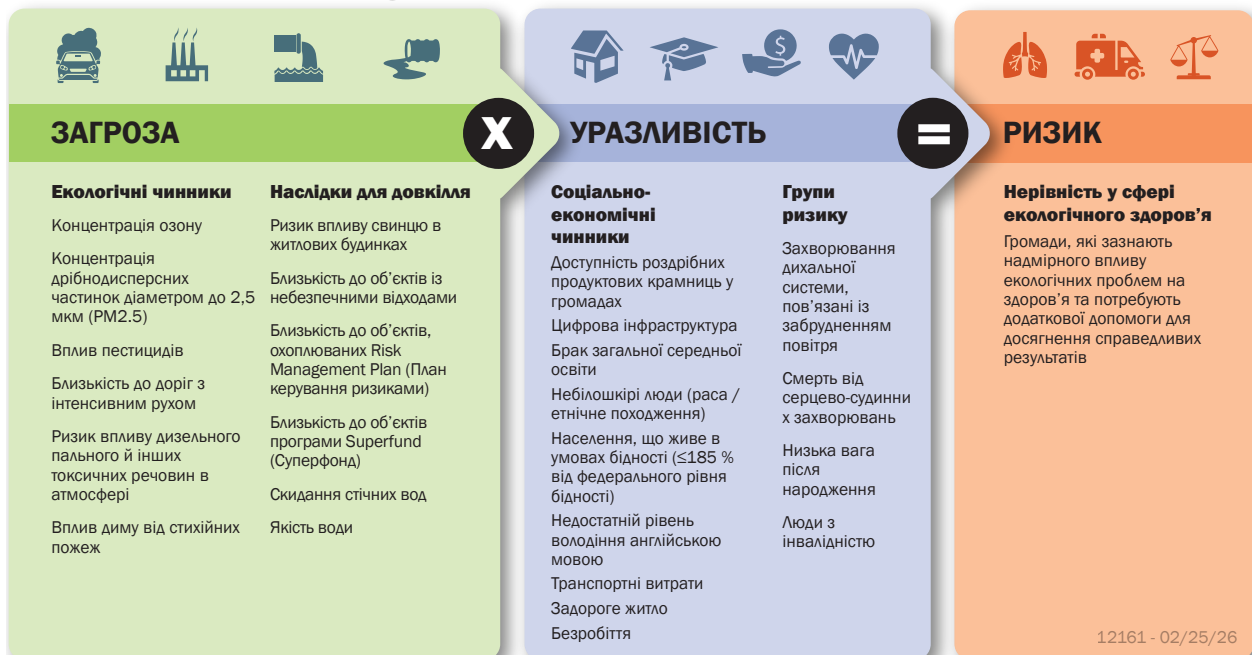 ЗАГРОЗА
X
УРАЗЛИВІСТЬ
=
РИЗИК
Екологічні чинники
Концентрація озону
Концентрація
дрібнодисперсних
частинок діаметром до 2,5
мкм (PM2.5)
Вплив пестицидів
Близькість до доріг з
інтенсивним рухом
Ризик впливу дизельного
пального й інших
токсичних речовин в
атмосфері
Вплив диму від стихійних
пожеж
Наслідки для довкілля
Ризик впливу свинцю в
житлових будинках
Близькість до об’єктів із
небезпечними відходами
Близькість до об’єктів,
охоплюваних Risk
Management Plan (План
керування ризиками)
Близькість до об’єктів
програми Superfund
(Суперфонд)
Скидання стічних вод
Якість води
Соціально-
економічні
чинники
Доступність роздрібних
продуктових крамниць у
громадах
Цифрова інфраструктура
Брак загальної середньої
освіти
Небілошкірі люди (раса /
етнічне походження)
Населення, що живе в
умовах бідності (≤185 %
від федерального рівня
бідності)
Недостатній рівень
володіння англійською
мовою
Транспортні витрати
Задороге житло
Безробіття
Групи
ризику
Захворювання
дихальної
системи,
пов’язані із
забрудненням
повітря
Смерть від
серцево-судинни
х захворювань
Низька вага
після
народження
Люди з
інвалідністю
Нерівність у сфері
екологічного здоров’я
Громади, які зазнають
надмірного впливу
екологічних проблем на
здоров’я та потребують
додаткової допомоги для
досягнення справедливих
результатів
12161 - 02/25/26